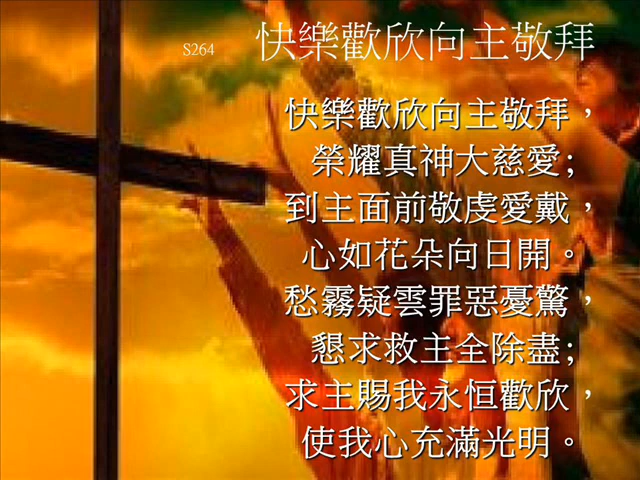 S264 快樂歡欣向主敬拜
快樂歡欣向主敬拜，
榮耀真神大慈愛；
到主面前敬虔愛戴，
心如花朵向日開。
愁霧疑雲罪惡憂驚，
懇求救主全除盡；
求主賜我永恒歡欣，
使我心充滿光明。